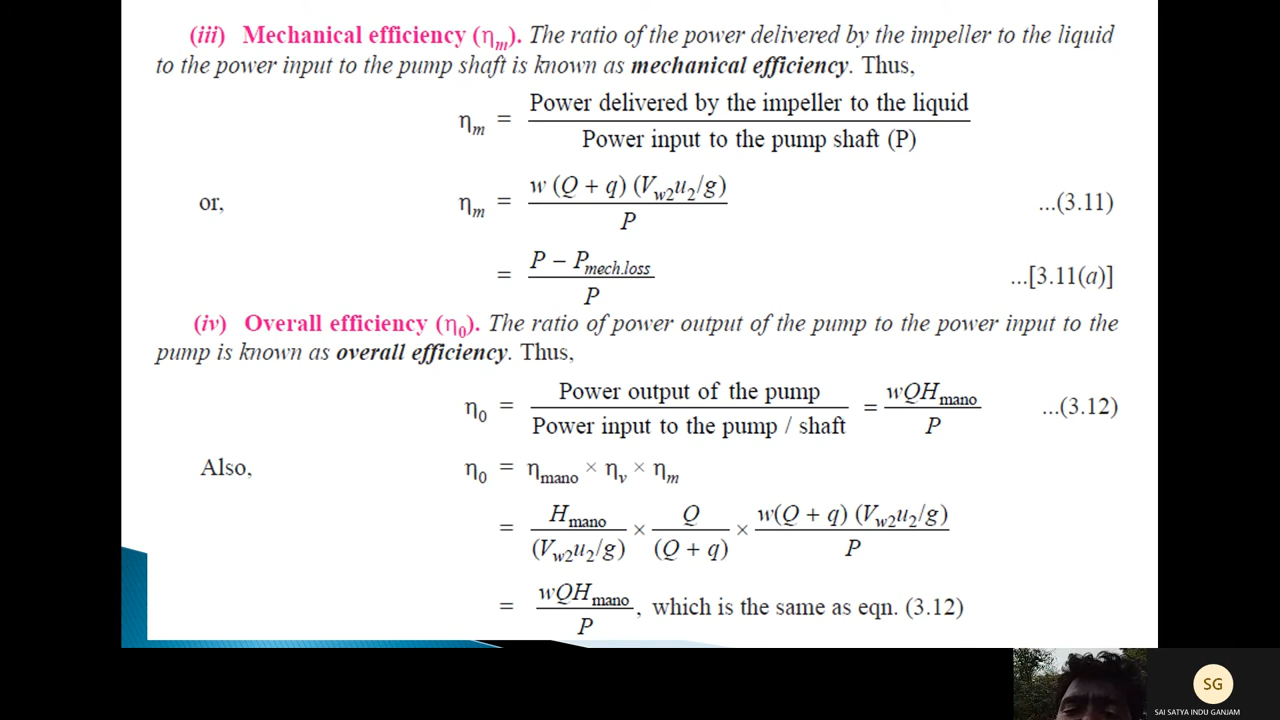 (iii) Mechanical efficiency (ηm). The ratio of the power delivered by the impeller to the liquid
to the power input to the pump shaft is known as mechanical efficiency. Thus,
ηm = Power delivered by the impeller to the liquid / Power input to the pump shaft (P)
or, ηm = w (Q + q) (Vw2u2/g) / P ...(3.11)
= P − Pmech.loss / P ...[3.11(a)]
(iv) Overall efficiency (η0). The ratio of power output of the pump to the power input to the
pump is known as overall efficiency. Thus,
η0 = Power output of the pump / Power input to the pump / shaft = wQHmano / P ...(3.12)
Also, η0 = ηmano × ηv × ηm
= Hmano / (Vw2u2/g) × Q / (Q + q) × w(Q + q) (Vw2u2/g) / P
= wQHmano / P , which is the same as eqn. (3.12)
SG
SAI SATYA INDU GANJAM